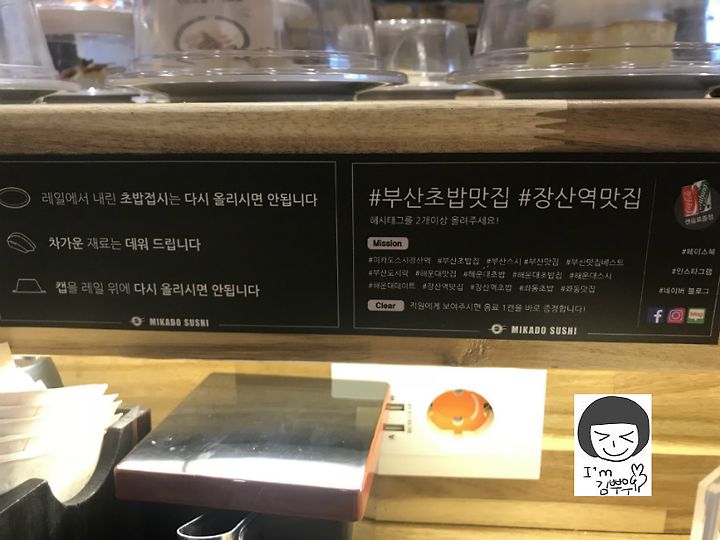 레일에서 내린 초밥접시는 다시 올리시면 안됩니다
차가운 재료는 데워 드립니다
캡을 레일 위에 다시 올리시면 안됩니다
MIKADO SUSHI
#부산초밥맛집 #장산역맛집
해시태그를 2개이상 올려주세요!
Mission
#미카도스시장산역 #부산초밥집 #부산스시 #부산맛집 #부산맛집베스트
#부산도시락 #해운대맛집 #해운대초밥 #해운대초밥집 #해운대스시
#해운대데이트 #장산역맛집 #장산역초밥 #좌동초밥 #좌동맛집
Clear 직원에게 보여주시면 음료 1캔을 바로 증정합니다!
MIKADO SUSHI
캔음료증정
#페이스북
#인스타그램
#네이버 블로그
blog
I'm
김뿌우